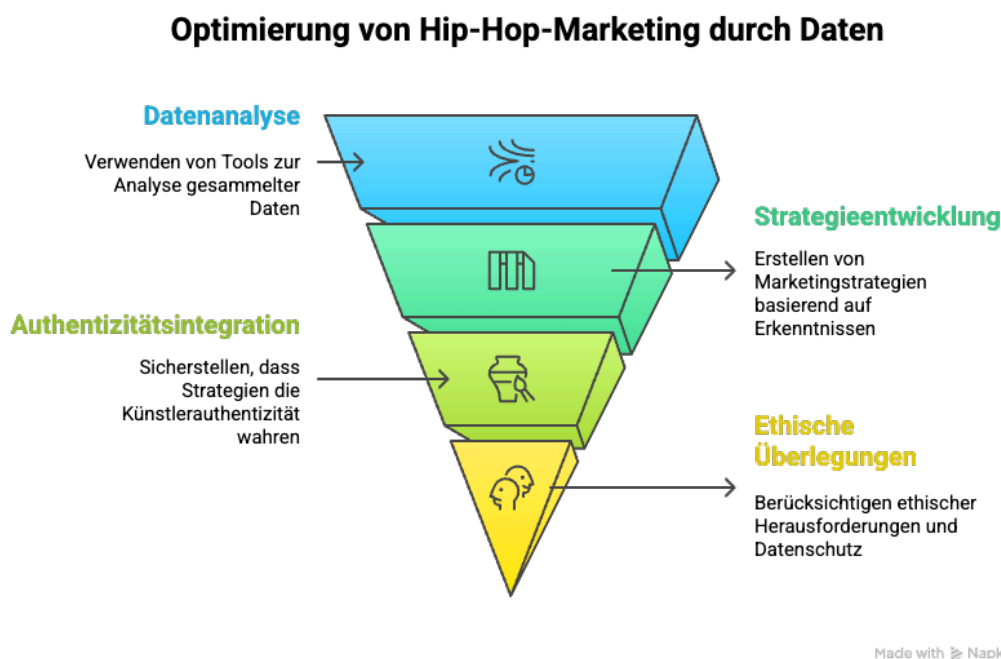 Optimierung von Hip-Hop-Marketing durch Daten
Datenanalyse
Verwenden von Tools zur
Analyse gesammelter
Daten
Strategieentwicklung
Erstellen von
Marketingstrategien
basierend auf
Erkenntnissen
Authentizitätsintegration
Sicherstellen, dass
Strategien die
Künstlerauthentizität
wahren
Ethische
Überlegungen
Berücksichtigen ethischer
Herausforderungen und
Datenschutz
Made with Napk